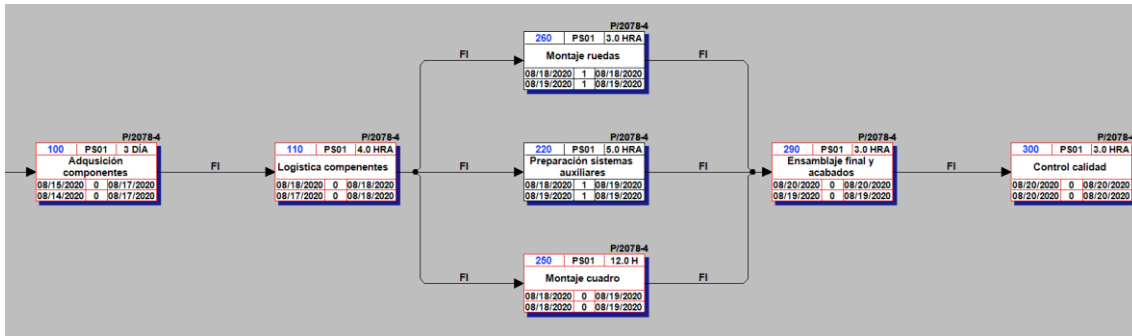 P/2078-4
260 PS01 3.0 HRA
Montaje ruedas
08/18/2020 1 08/18/2020
08/19/2020 1 08/19/2020
FI
FI
P/2078-4
100 PS01 3 DÍA
Adqusición
componentes
08/15/2020 0 08/17/2020
08/14/2020 0 08/17/2020
FI
P/2078-4
110 PS01 4.0 HRA
Logística compenentes
08/18/2020 0 08/18/2020
08/17/2020 0 08/18/2020
FI
P/2078-4
220 PS01 5.0 HRA
Preparación sistemas
auxiliares
08/18/2020 1 08/19/2020
08/19/2020 1 08/19/2020
FI
P/2078-4
290 PS01 3.0 HRA
Ensamblaje final y
acabados
08/20/2020 0 08/20/2020
08/19/2020 0 08/19/2020
FI
P/2078-4
300 PS01 3.0 HRA
Control calidad
08/20/2020 0 08/20/2020
08/20/2020 0 08/20/2020
P/2078-4
250 PS01 12.0 H
Montaje cuadro
08/18/2020 0 08/19/2020
08/18/2020 0 08/19/2020
FI
FI